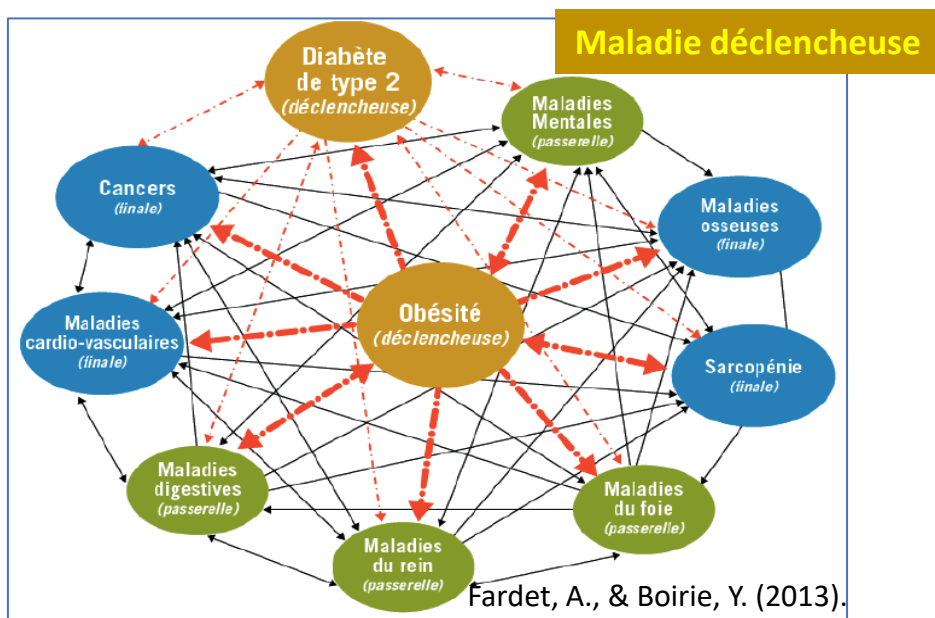 Maladie déclencheuse
Diabète
de type 2
(déclencheuse)
Maladies
Mentales
(passerelle)
Cancers
(finale)
Maladies
osseuses
(finale)
Obésité
(déclencheuse)
Maladies
cardio-vasculaires
(finale)
Sarcopénie
(finale)
Maladies
digestives
(passerelle)
Maladies
du foie
(passerelle)
Maladies
du rein
(passerelle)
Fardet, A., & Boirie, Y. (2013).